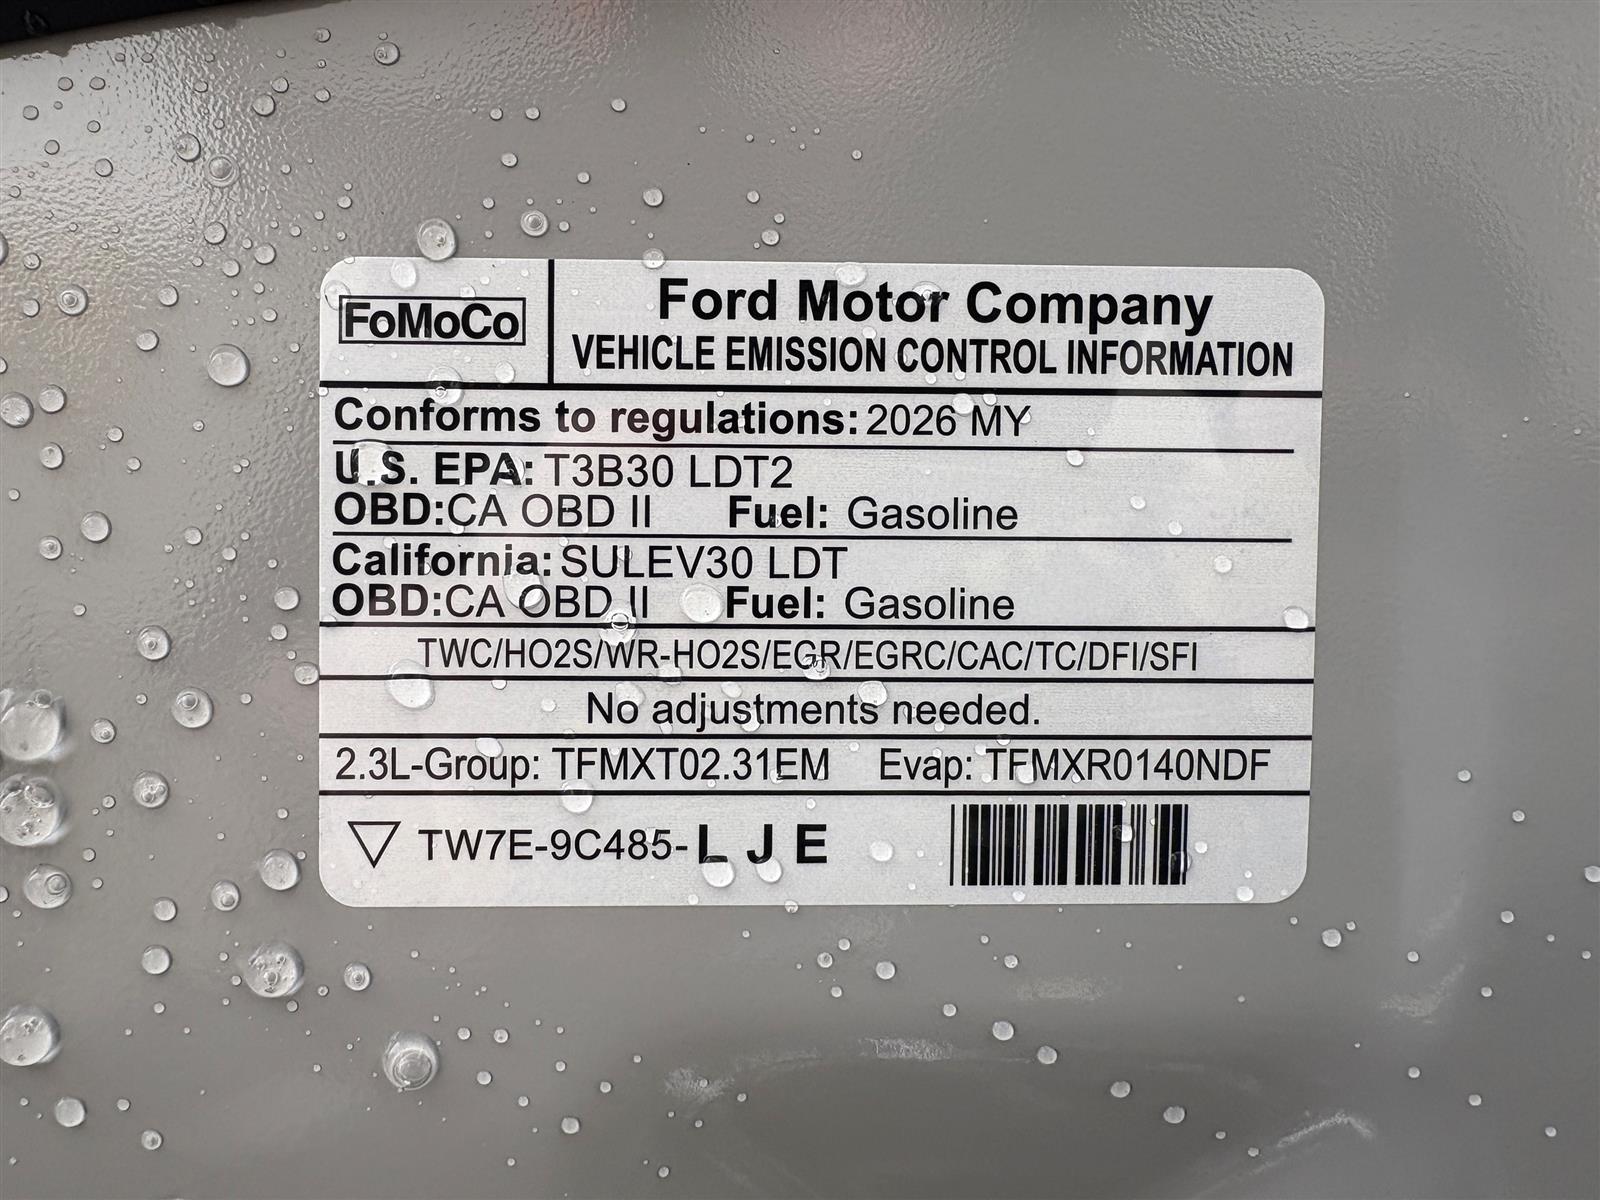 FoMoCo
Ford Motor Company
VEHICLE EMISSION CONTROL INFORMATION
Conforms to regulations: 2026 MY
U.S. EPA: T3B30 LDT2
OBD:CA OBD II Fuel: Gasoline
California: SULEV30 LDT
OBD:CA OBD II Fuel: Gasoline
TWC/HO2S/WR-HO2S/EGR/EGRC/CAC/TC/DFI/SFI
No adjustments needed.
2.3L-Group: TFMXT02.31EM Evap: TFMXR0140NDF
TW7E-9C485-L J E